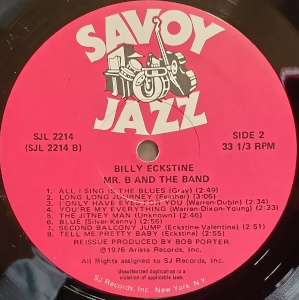 SAVOY
JAZZ
SJL 2214
(SJL 2214 B)
SIDE 2
33 1/3 RPM
BILLY ECKSTINE
MR. B AND THE BAND
1. ALL I SING IS THE BLUES (Gray) (2:49)
2. LONG LONG JOURNEY (Feather) (3:06)
3. I ONLY HAVE EYES FOR YOU (Warren-Dubin) (2:34)
4. YOU'RE MY EVERYTHING (Warren-Dixon-Young) (2:31)
5. THE JITNEY MAN (Unknown) (2:46)
6. BLUE (Silver-Kenny) (2:55)
7. SECOND BALCONY JUMP (Eckstine-Valentine) (2:51)
8. TELL ME PRETTY BABY (Eckstine) (2:55)
REISSUE PRODUCED BY BOB PORTER
©1976 Arista Records, Inc.
All Rights assigned to SJ Records, Inc.
Unauthorized duplication is a
violation of applicable laws.
SJ Records Inc. New York, N.Y.